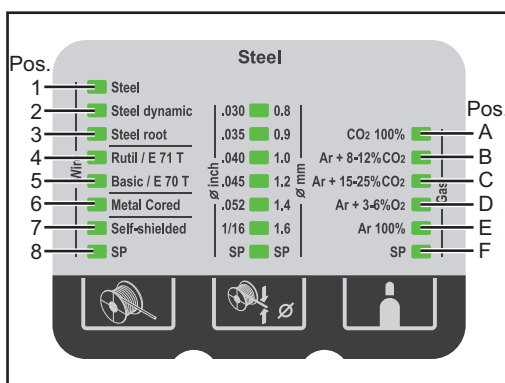 Steel
Pos.
1 Steel
2 Steel dynamic .030 0.8 Pos.
3 Steel root .035 0.9 CO2 100% A
4 Rutil / E 71 T .040 1.0 Ar + 8-12%CO2 B
5 Basic / E 70 T .045 1.2 Ar + 15-25%CO2 C
6 Metal Cored .052 1.4 Ar + 3-6%O2 D
7 Self-shielded 1/16 1.6 Ar 100% E
8 SP SP SP SP F
Wire
ø inch
ø mm
Gas
Ø